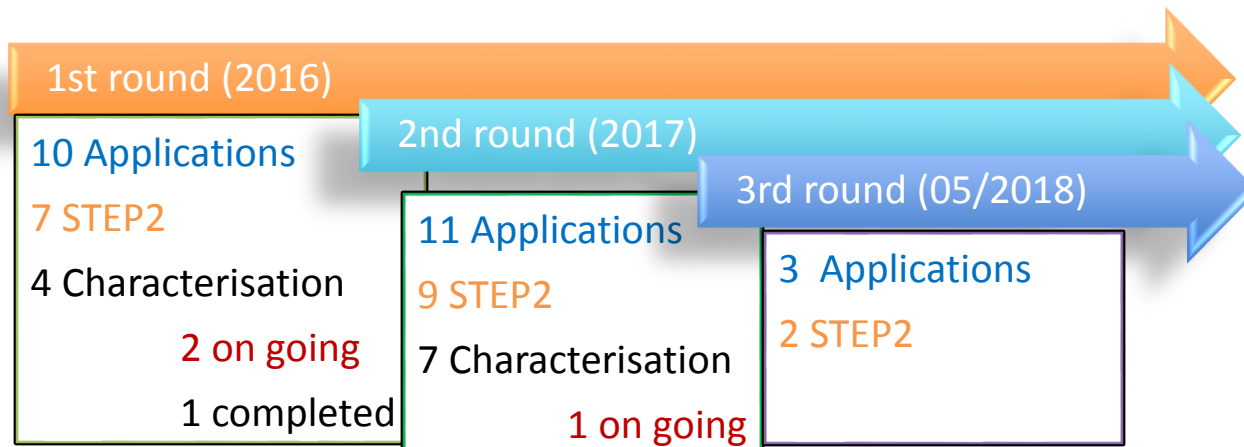 1st round (2016)
10 Applications
7 STEP2
4 Characterisation
2 on going
1 completed
2nd round (2017)
11 Applications
9 STEP2
7 Characterisation
1 on going
3rd round (05/2018)
3 Applications
2 STEP2